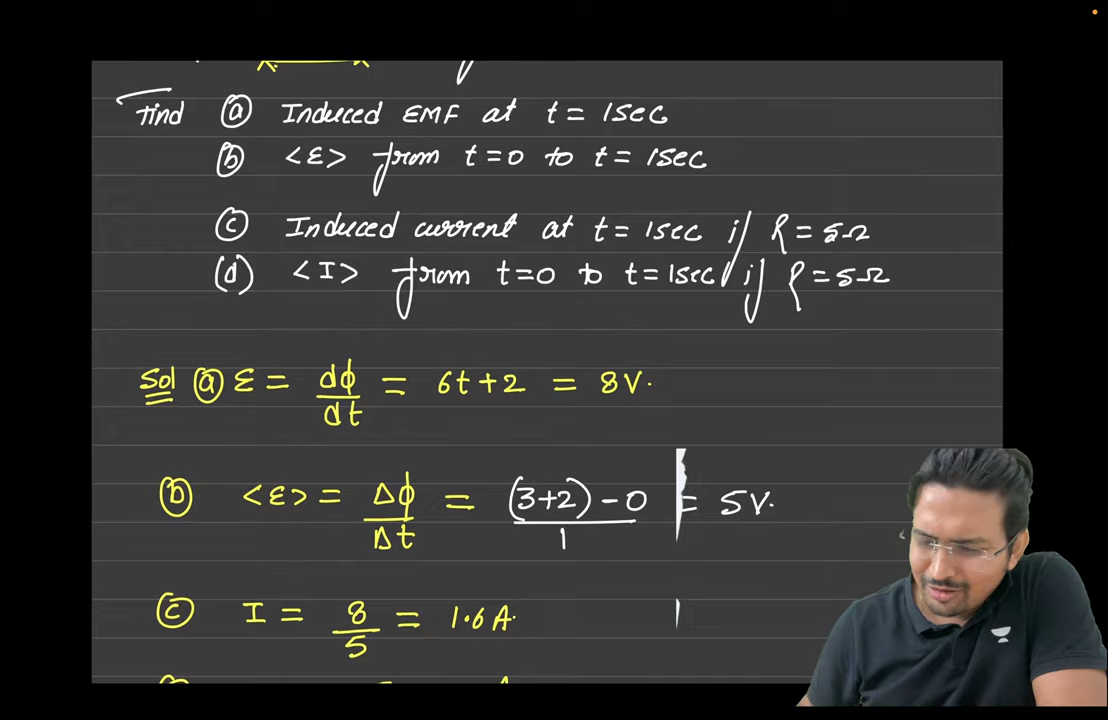 Find (a) Induced EMF at t = 1sec
(b) <ε> from t=0 to t= 1sec
(c) Induced current at t= 1sec if R = 5Ω
(d) <I> from t=0 to t=1sec if R=5Ω
Sol (a) ε = dφ/dt = 6t+2 = 8V.
(b) <ε> = Δφ/Δt = (3+2)-0/1 = 5V.
(c) I = 8/5 = 1.6A.